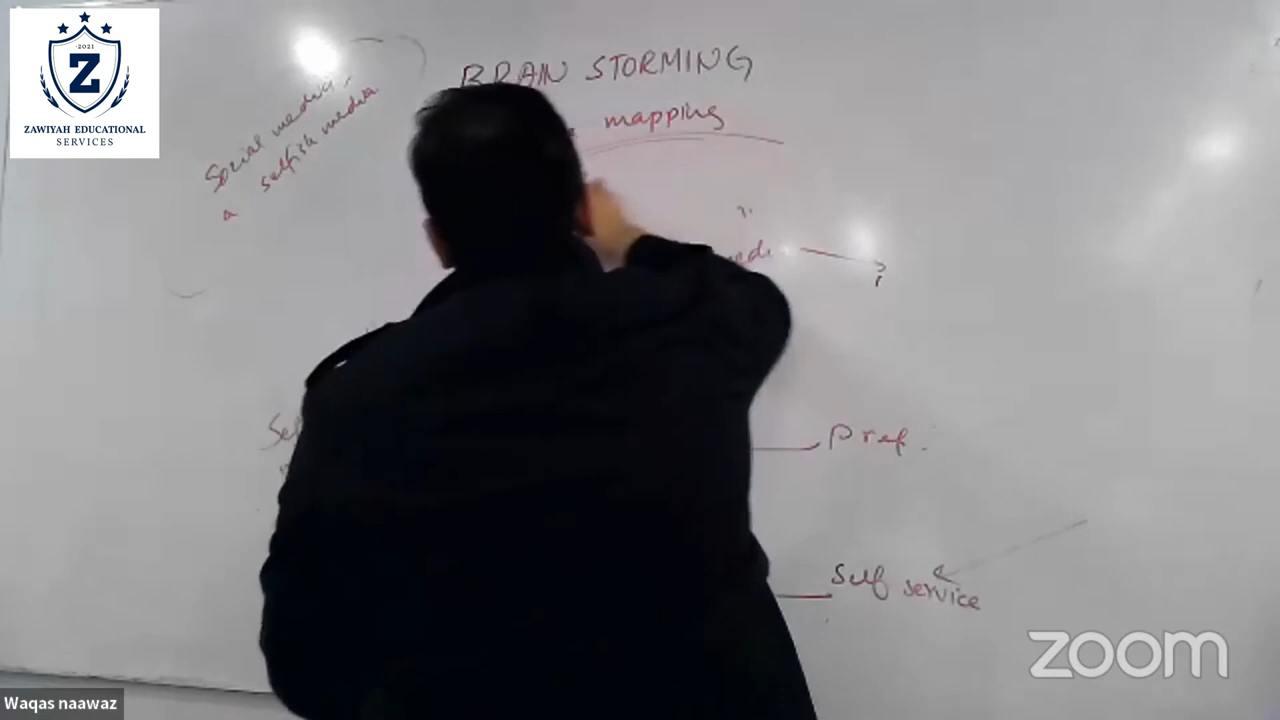 ·2021·
Z
ZAWIYAH EDUCATIONAL
SERVICES
BRAIN STORMING
mapping
Social media,
a selfish media
Pref.
Self service
zoom
Waqas naawaz